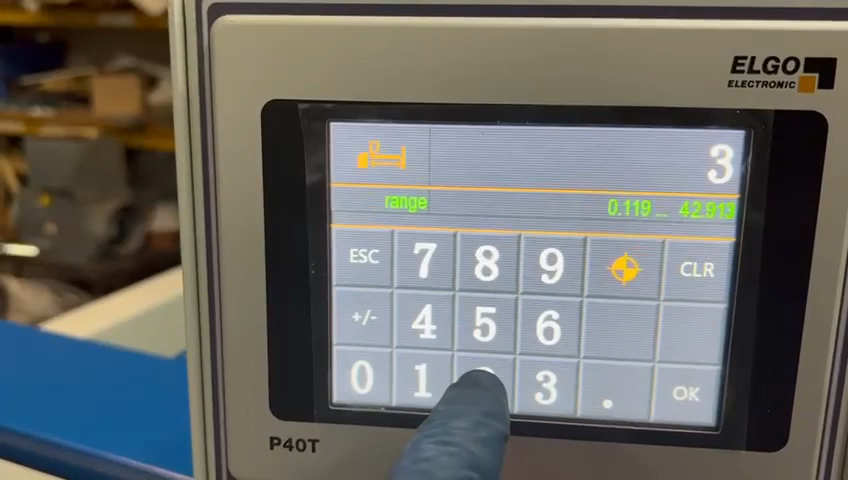 ELGO
ELECTRONIC
3
range 0.119 ... 42.913
ESC 7 8 9 CLR
+/- 4 5 6
0 1 3 . OK
P40T